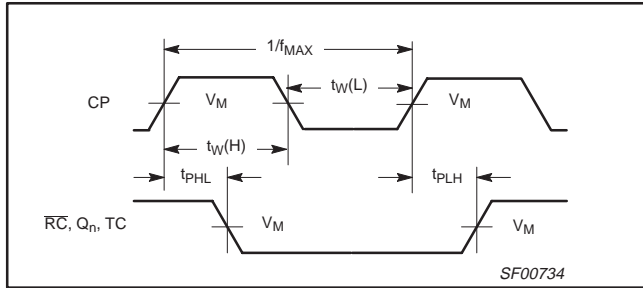 1/fMAX
CP
VM
tW(L)
VM
tW(H)
tPHL
tPLH
RC, Qn, TC
VM
VM
SF00734